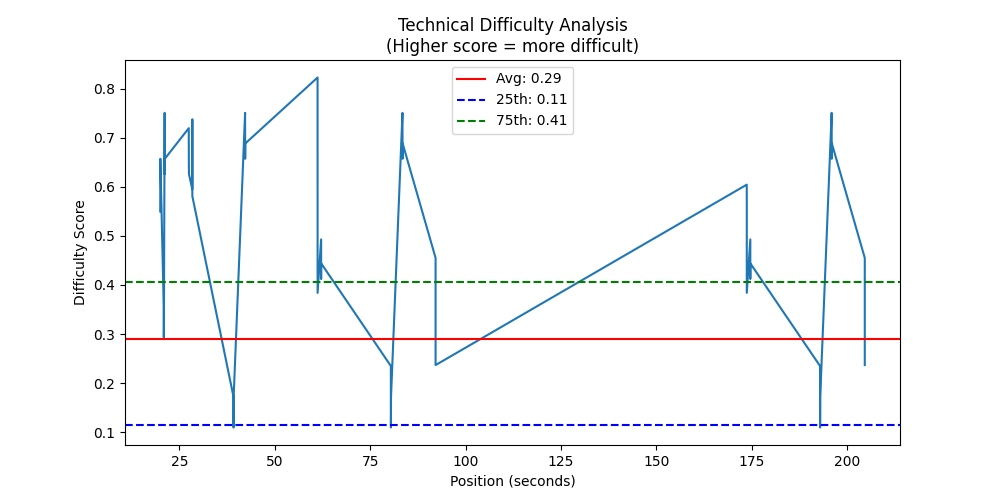 Technical Difficulty Analysis
(Higher score = more difficult)
Avg: 0.29
25th: 0.11
75th: 0.41
Difficulty Score
0.8
0.7
0.6
0.5
0.4
0.3
0.2
0.1
25 50 75 100 125 150 175 200
Position (seconds)